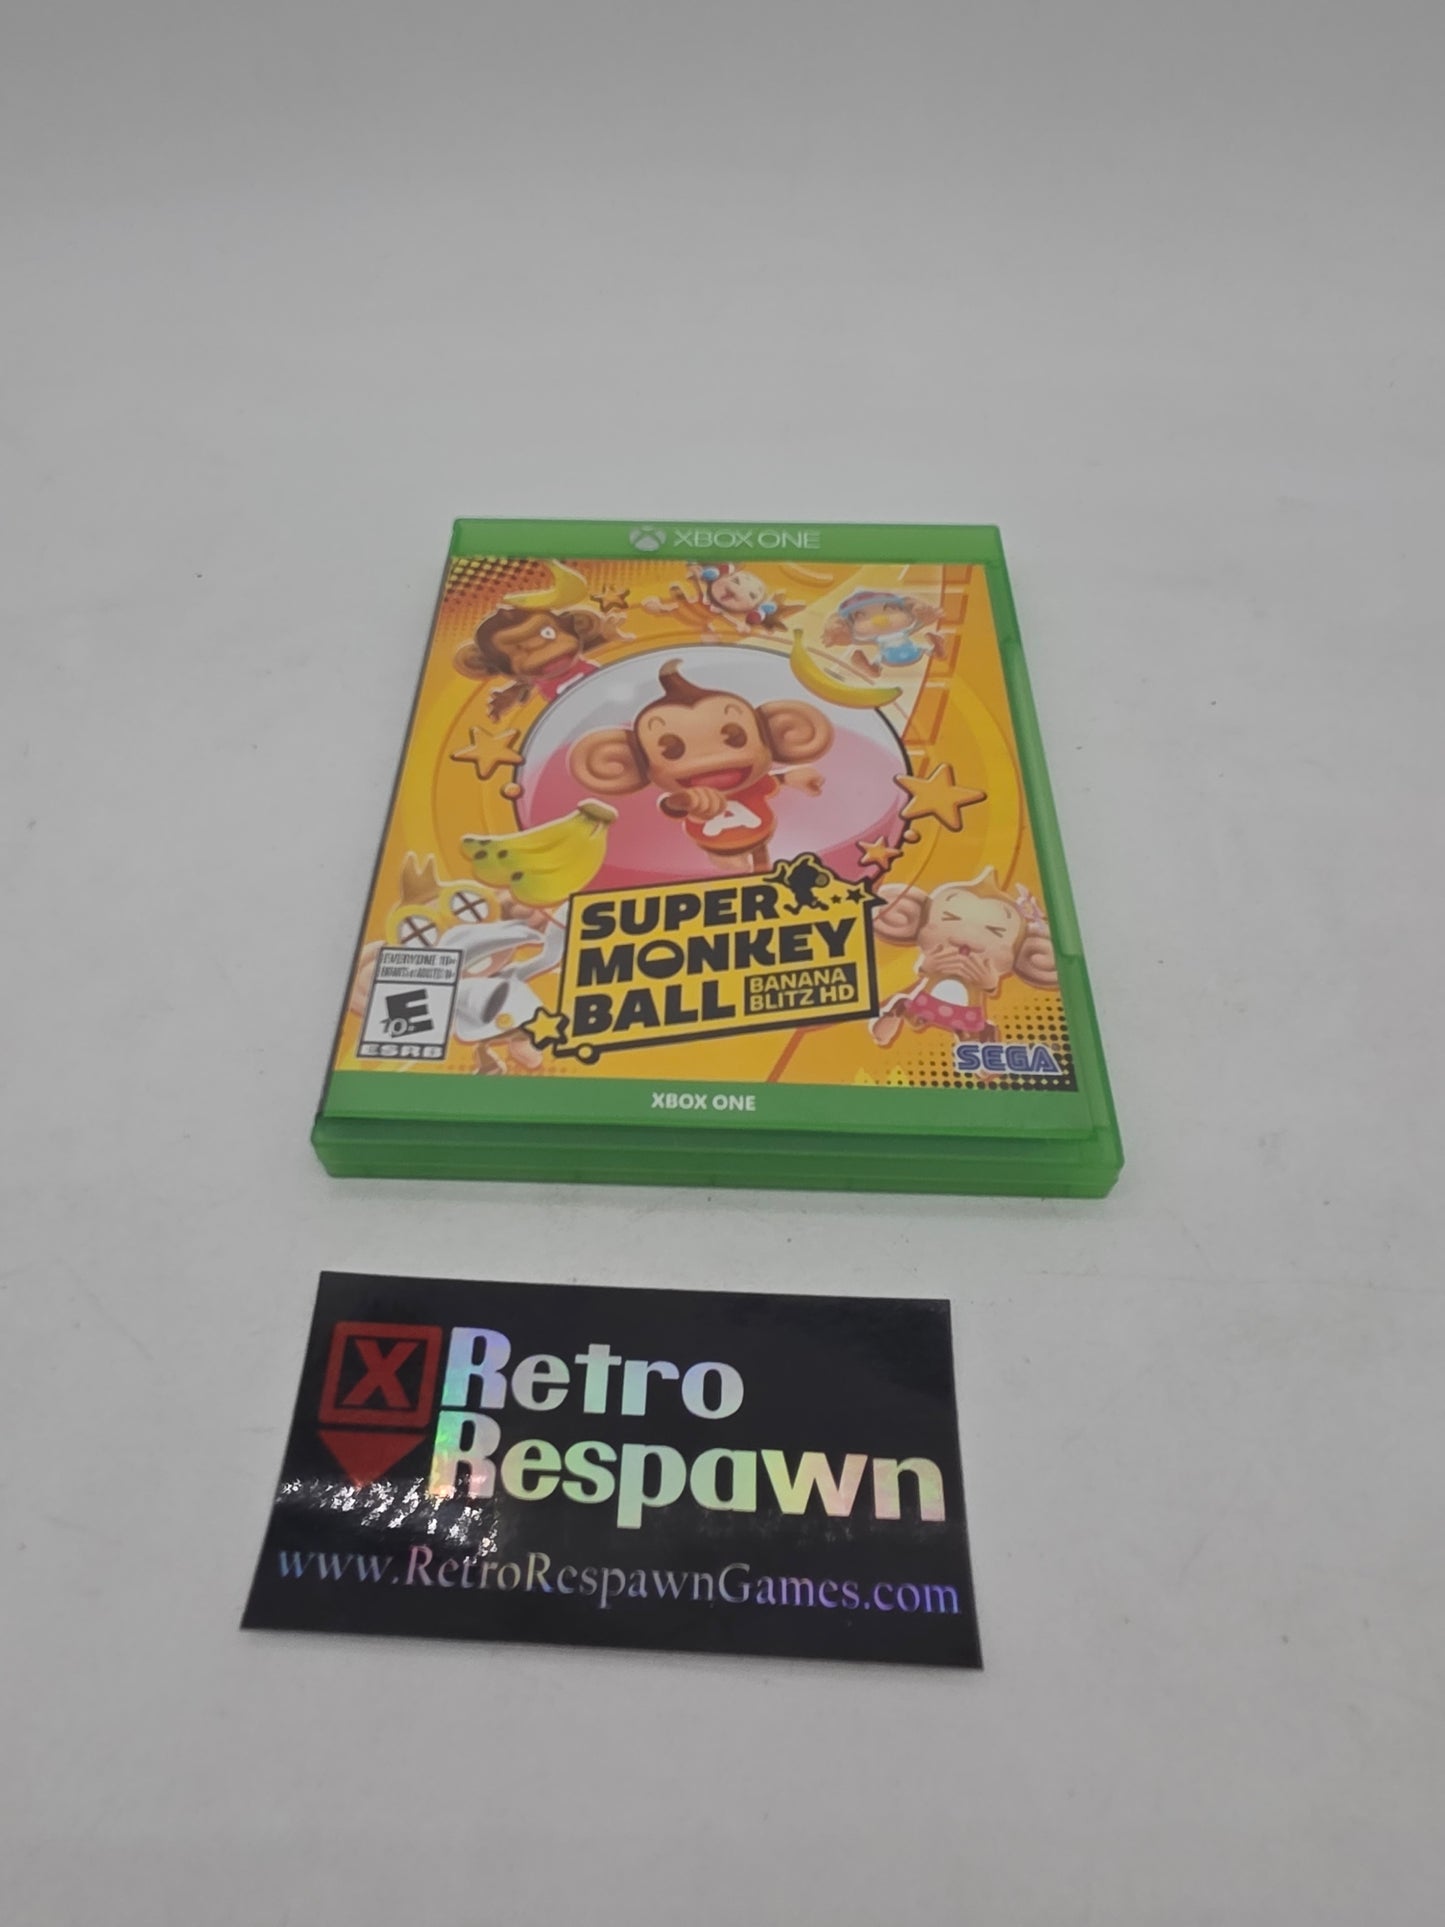 XBOX ONE
A
SUPER
MONKEY
BALL
BANANA
BLITZ HD
EVERYONE 10+
E
10+
ESRB
SEGA
XBOX ONE
X
Retro
Respawn
www.RetroRespawnGames.com